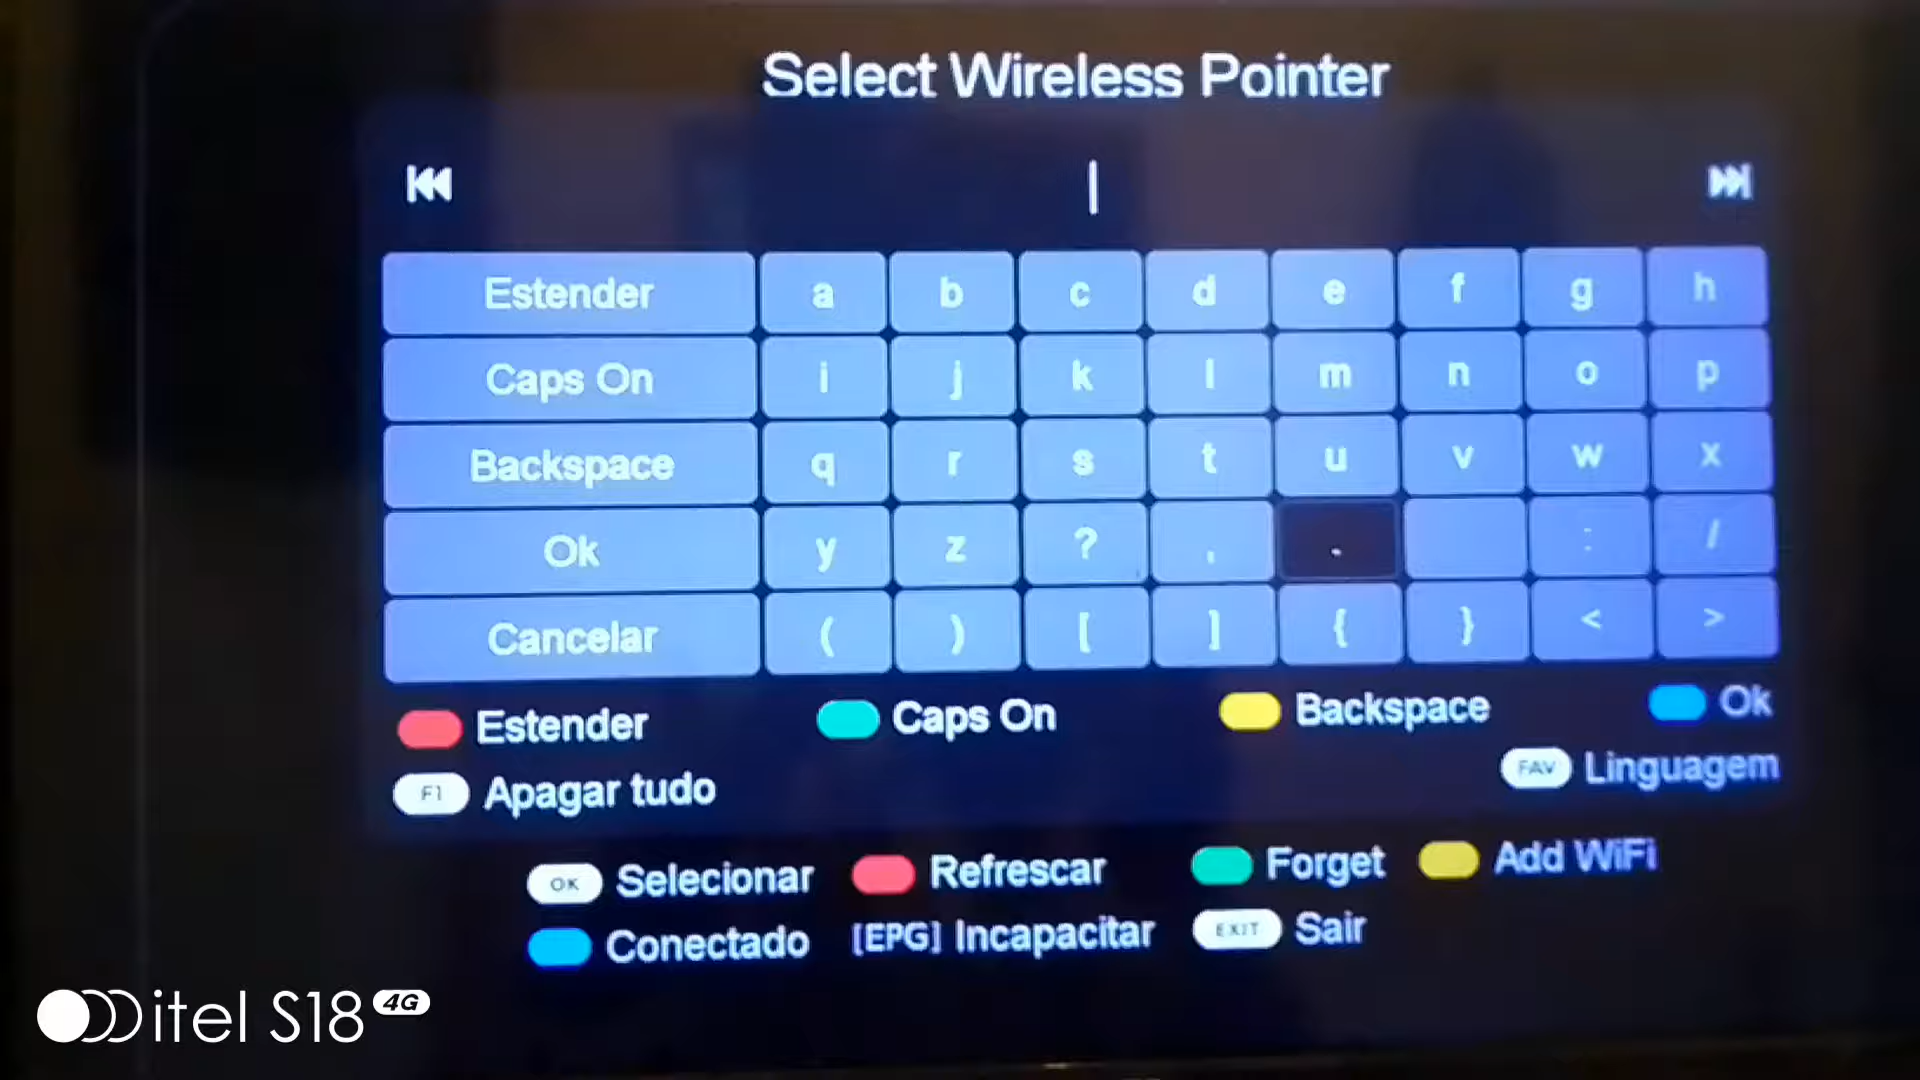 Select Wireless Pointer
|
Estender a b c d e f g h
Caps On i j k l m n o p
Backspace q r s t u v w x
Ok y z ? , . : /
Cancelar ( ) [ ] { } < >
Estender Caps On Backspace Ok
F1 Apagar tudo FAV Linguagem
OK Selecionar Refrescar Forget Add WiFi
Conectado [EPG] Incapacitar EXIT Sair
itel S18 4G